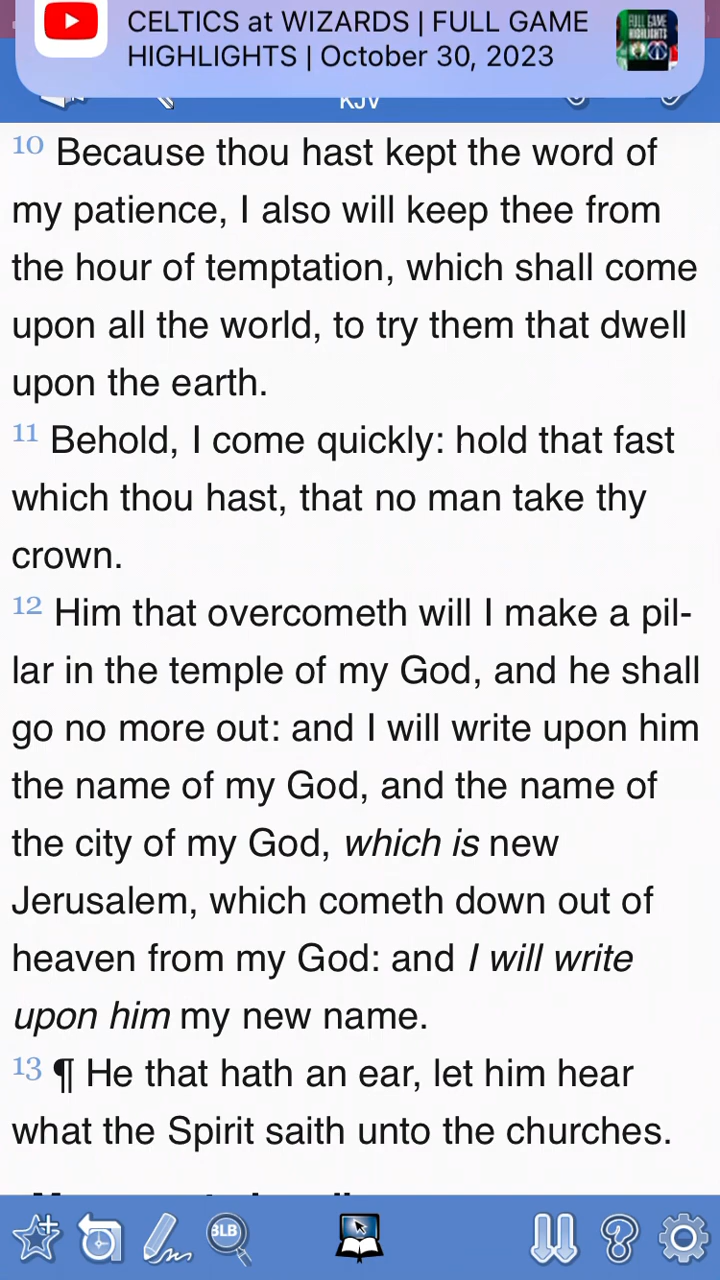 CELTICS at WIZARDS | FULL GAME
HIGHLIGHTS | October 30, 2023
FULL GAME
HIGHLIGHTS
KJV
10 Because thou hast kept the word of
my patience, I also will keep thee from
the hour of temptation, which shall come
upon all the world, to try them that dwell
upon the earth.
11 Behold, I come quickly: hold that fast
which thou hast, that no man take thy
crown.
12 Him that overcometh will I make a pil-
lar in the temple of my God, and he shall
go no more out: and I will write upon him
the name of my God, and the name of
the city of my God, which is new
Jerusalem, which cometh down out of
heaven from my God: and I will write
upon him my new name.
13 ¶ He that hath an ear, let him hear
what the Spirit saith unto the churches.
BLB